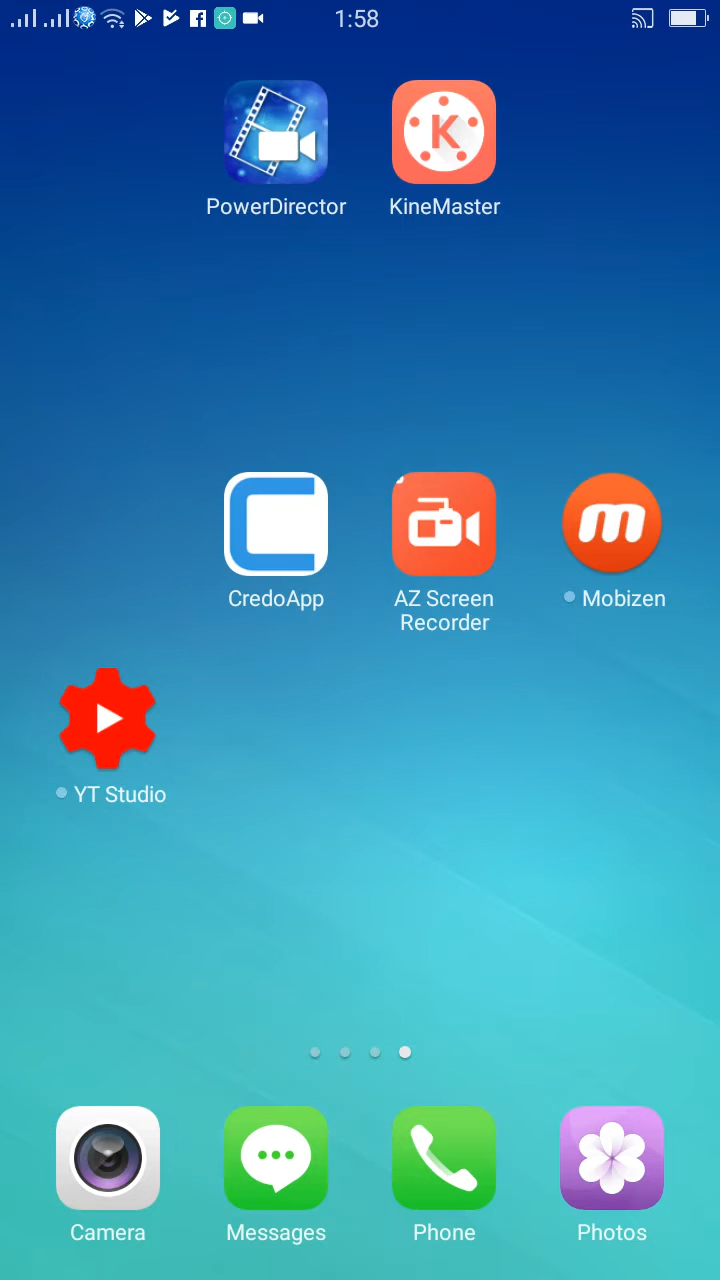 1:58
PowerDirector
KineMaster
CredoApp
AZ Screen
Recorder
Mobizen
YT Studio
Camera
Messages
Phone
Photos